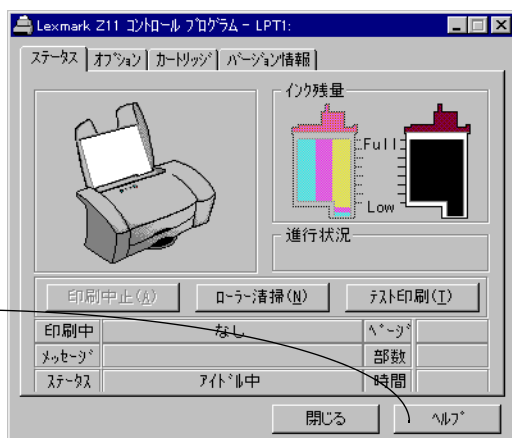 Lexmark Z11 コントロール プログラム - LPT1:
ステータス オプション カートリッジ バージョン情報
インク残量
Full
Low
進行状況
印刷中止(A) ローラー清掃(N) テスト印刷(T)
印刷中 なし ページ
メッセージ 部数
ステータス アイドル中 時間
閉じる ヘルプ